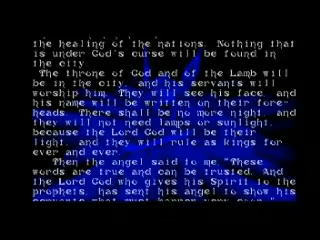 the healing of the nations. Nothing that
is under God's curse will be found in
the city.
The throne of God and of the Lamb will
be in the city, and his servants will
worship him. They will see his face, and
his name will be written on their fore-
heads. There shall be no more night, and
they will not need lamps or sunlight,
because the Lord God will be their
light, and they will rule as kings for
ever and ever.
Then the angel said to me "These
words are true and can be trusted. And
the Lord God who gives his Spirit to the
prophets, has sent his angel to show his
servants what must happen very soon."